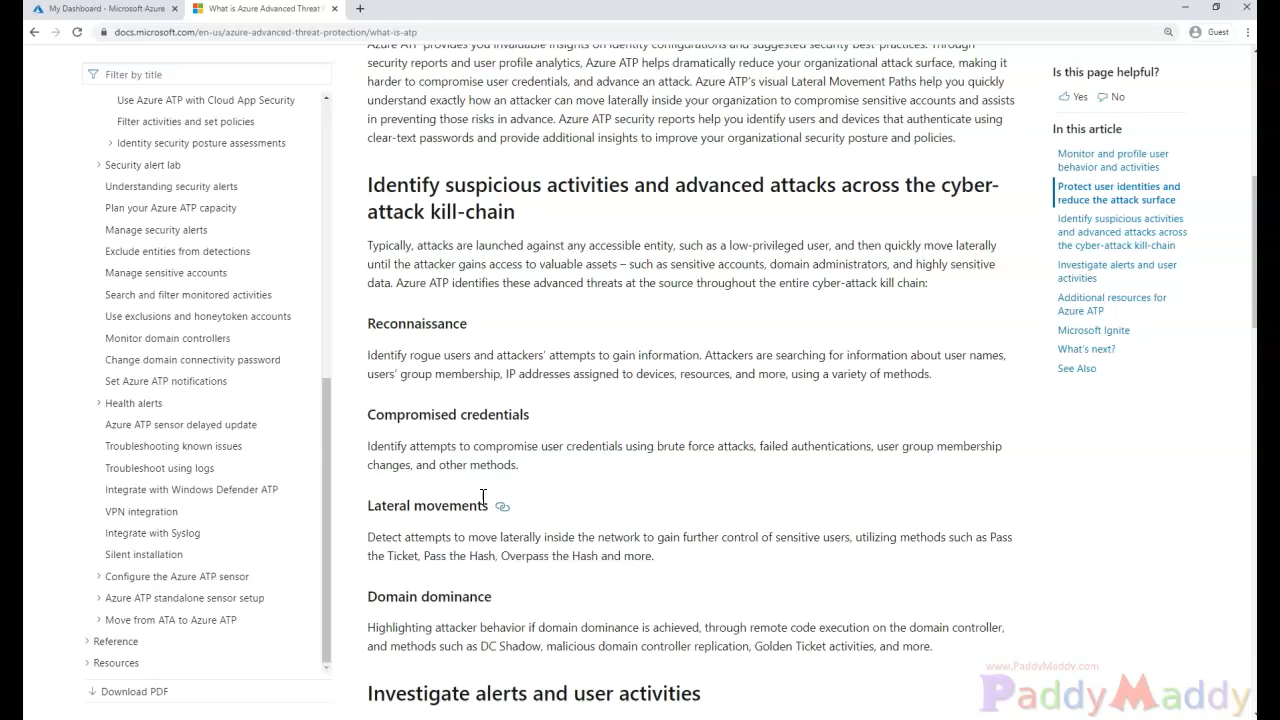 My Dashboard - Microsoft Azure
What is Azure Advanced Threat
docs.microsoft.com/en-us/azure-advanced-threat-protection/what-is-atp
Guest
Filter by title
Use Azure ATP with Cloud App Security
Filter activities and set policies
Identity security posture assessments
Security alert lab
Understanding security alerts
Plan your Azure ATP capacity
Manage security alerts
Exclude entities from detections
Manage sensitive accounts
Search and filter monitored activities
Use exclusions and honeytoken accounts
Monitor domain controllers
Change domain connectivity password
Set Azure ATP notifications
Health alerts
Azure ATP sensor delayed update
Troubleshooting known issues
Troubleshoot using logs
Integrate with Windows Defender ATP
VPN integration
Integrate with Syslog
Silent installation
Configure the Azure ATP sensor
Azure ATP standalone sensor setup
Move from ATA to Azure ATP
Reference
Resources
Download PDF
Azure ATP provides you invaluable insights on identity configurations and suggested security best-practices. Through
security reports and user profile analytics, Azure ATP helps dramatically reduce your organizational attack surface, making it
harder to compromise user credentials, and advance an attack. Azure ATP's visual Lateral Movement Paths help you quickly
understand exactly how an attacker can move laterally inside your organization to compromise sensitive accounts and assists
in preventing those risks in advance. Azure ATP security reports help you identify users and devices that authenticate using
clear-text passwords and provide additional insights to improve your organizational security posture and policies.
Identify suspicious activities and advanced attacks across the cyber-
attack kill-chain
Typically, attacks are launched against any accessible entity, such as a low-privileged user, and then quickly move laterally
until the attacker gains access to valuable assets – such as sensitive accounts, domain administrators, and highly sensitive
data. Azure ATP identifies these advanced threats at the source throughout the entire cyber-attack kill chain:
Reconnaissance
Identify rogue users and attackers' attempts to gain information. Attackers are searching for information about user names,
users' group membership, IP addresses assigned to devices, resources, and more, using a variety of methods.
Compromised credentials
Identify attempts to compromise user credentials using brute force attacks, failed authentications, user group membership
changes, and other methods.
Lateral movements
Detect attempts to move laterally inside the network to gain further control of sensitive users, utilizing methods such as Pass
the Ticket, Pass the Hash, Overpass the Hash and more.
Domain dominance
Highlighting attacker behavior if domain dominance is achieved, through remote code execution on the domain controller,
and methods such as DC Shadow, malicious domain controller replication, Golden Ticket activities, and more.
Investigate alerts and user activities
Is this page helpful?
Yes No
In this article
Monitor and profile user
behavior and activities
Protect user identities and
reduce the attack surface
Identify suspicious activities
and advanced attacks across
the cyber-attack kill-chain
Investigate alerts and user
activities
Additional resources for
Azure ATP
Microsoft Ignite
What's next?
See Also
www.PaddyMaddy.com
PaddyMaddy